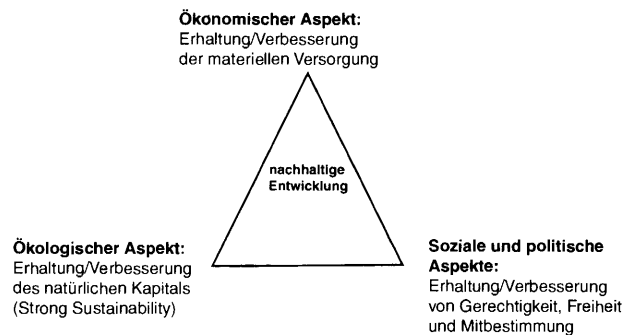 Ökonomischer Aspekt:
Erhaltung/Verbesserung
der materiellen Versorgung
nachhaltige
Entwicklung
Ökologischer Aspekt:
Erhaltung/Verbesserung
des natürlichen Kapitals
(Strong Sustainability)
Soziale und politische
Aspekte:
Erhaltung/Verbesserung
von Gerechtigkeit, Freiheit
und Mitbestimmung